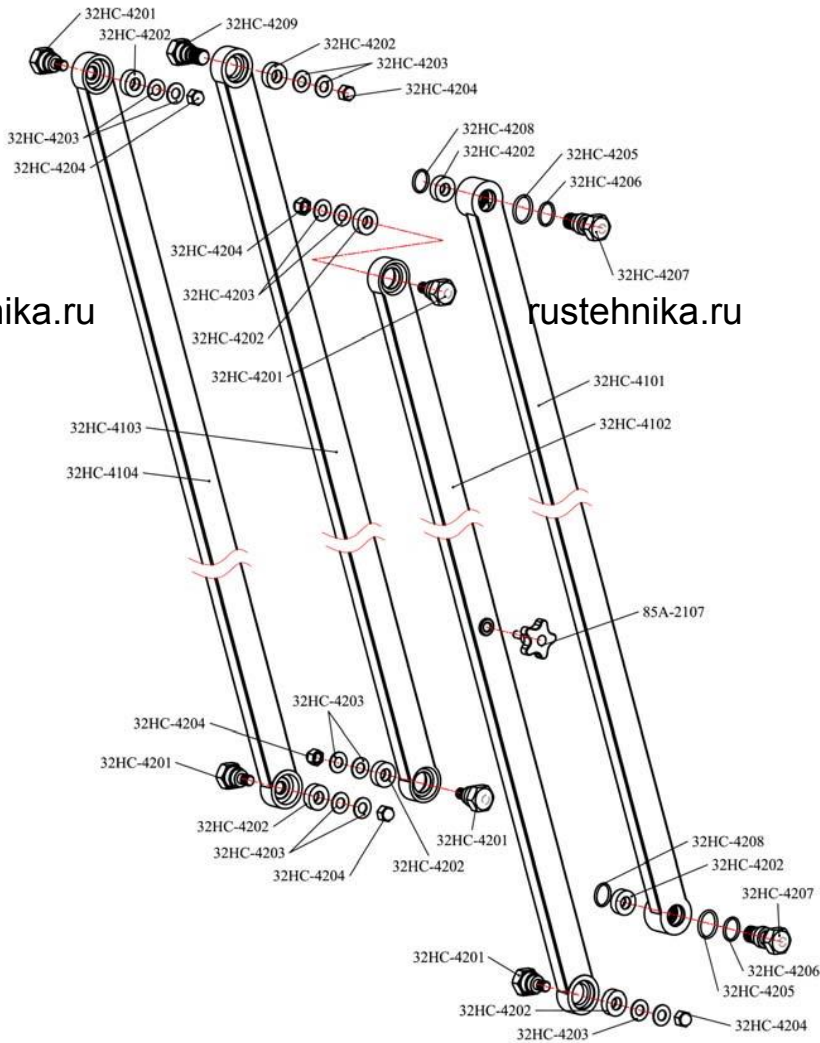 32HC-4201
32HC-4202
32HC-4209
32HC-4202
32HC-4203
32HC-4204
32HC-4203
32HC-4204
32HC-4208
32HC-4202
32HC-4205
32HC-4206
32HC-4207
32HC-4204
32HC-4203
32HC-4202
32HC-4201
nika.ru
rustehnika.ru
32HC-4101
32HC-4102
32HC-4103
32HC-4104
85A-2107
32HC-4203
32HC-4204
32HC-4201
32HC-4202
32HC-4203
32HC-4204
32HC-4201
32HC-4202
32HC-4208
32HC-4202
32HC-4207
32HC-4206
32HC-4205
32HC-4201
32HC-4202
32HC-4203
32HC-4204